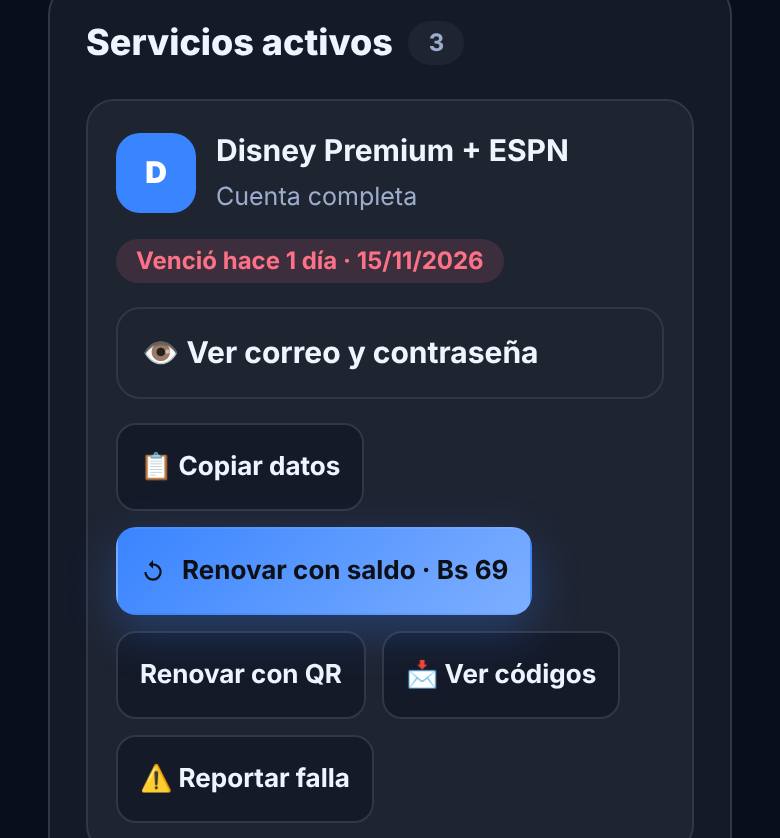 Servicios activos 3
D
Disney Premium + ESPN
Cuenta completa
Venció hace 1 día · 15/11/2026
👁️ Ver correo y contraseña
📋 Copiar datos
Renovar con saldo · Bs 69
Renovar con QR
📩 Ver códigos
⚠️ Reportar falla